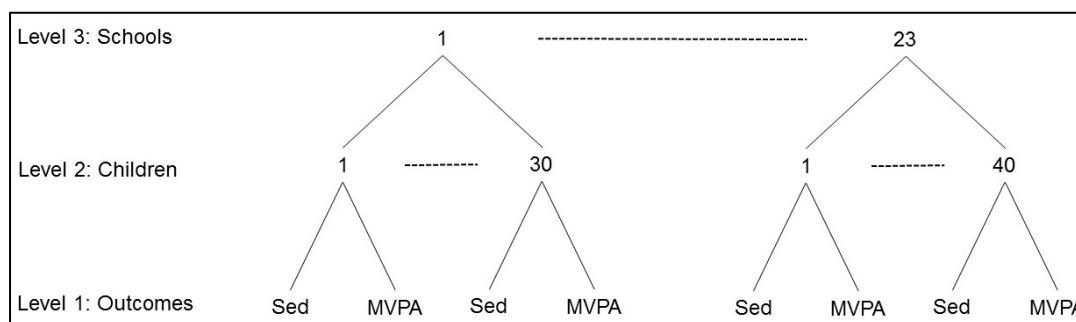 Level 3: Schools 1 23
Level 2: Children 1 30 1 40
Level 1: Outcomes Sed MVPA Sed MVPA Sed MVPA Sed MVPA